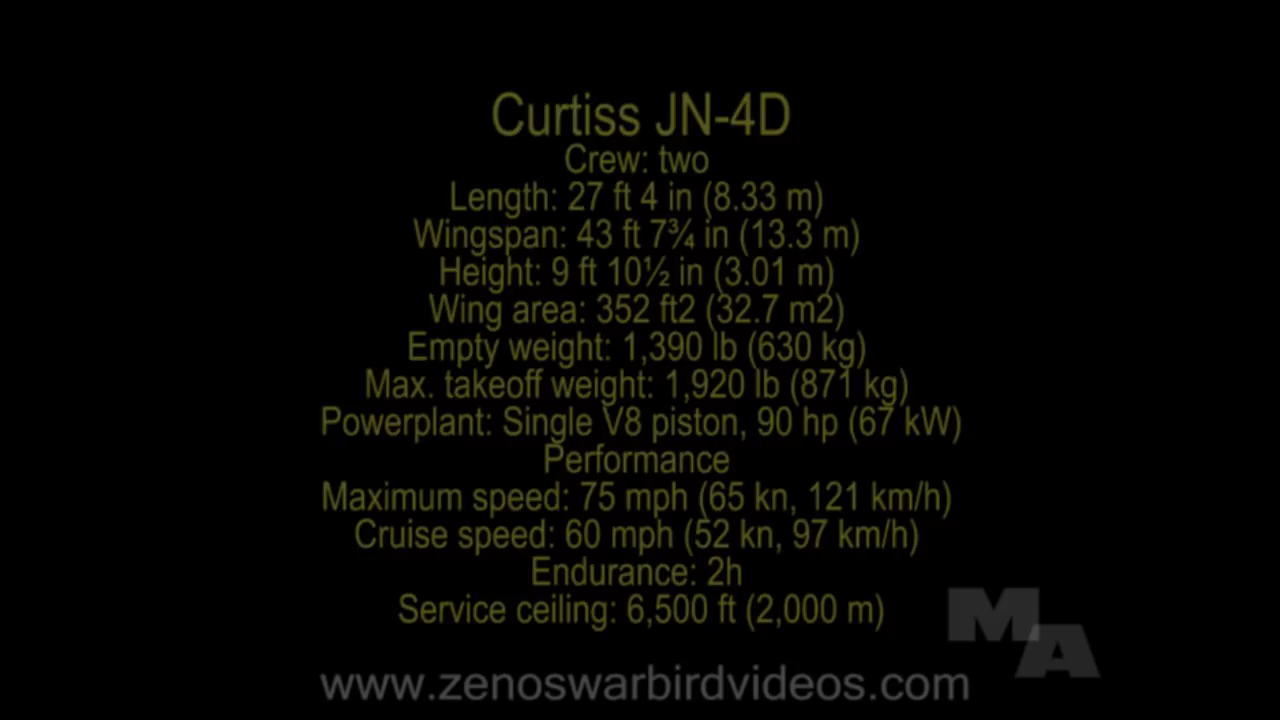 Curtiss JN-4D
Crew: two
Length: 27 ft 4 in (8.33 m)
Wingspan: 43 ft 7¾ in (13.3 m)
Height: 9 ft 10½ in (3.01 m)
Wing area: 352 ft2 (32.7 m2)
Empty weight: 1,390 lb (630 kg)
Max. takeoff weight: 1,920 lb (871 kg)
Powerplant: Single V8 piston, 90 hp (67 kW)
Performance
Maximum speed: 75 mph (65 kn, 121 km/h)
Cruise speed: 60 mph (52 kn, 97 km/h)
Endurance: 2h
Service ceiling: 6,500 ft (2,000 m)
MA
www.zenoswarbirdvideos.com